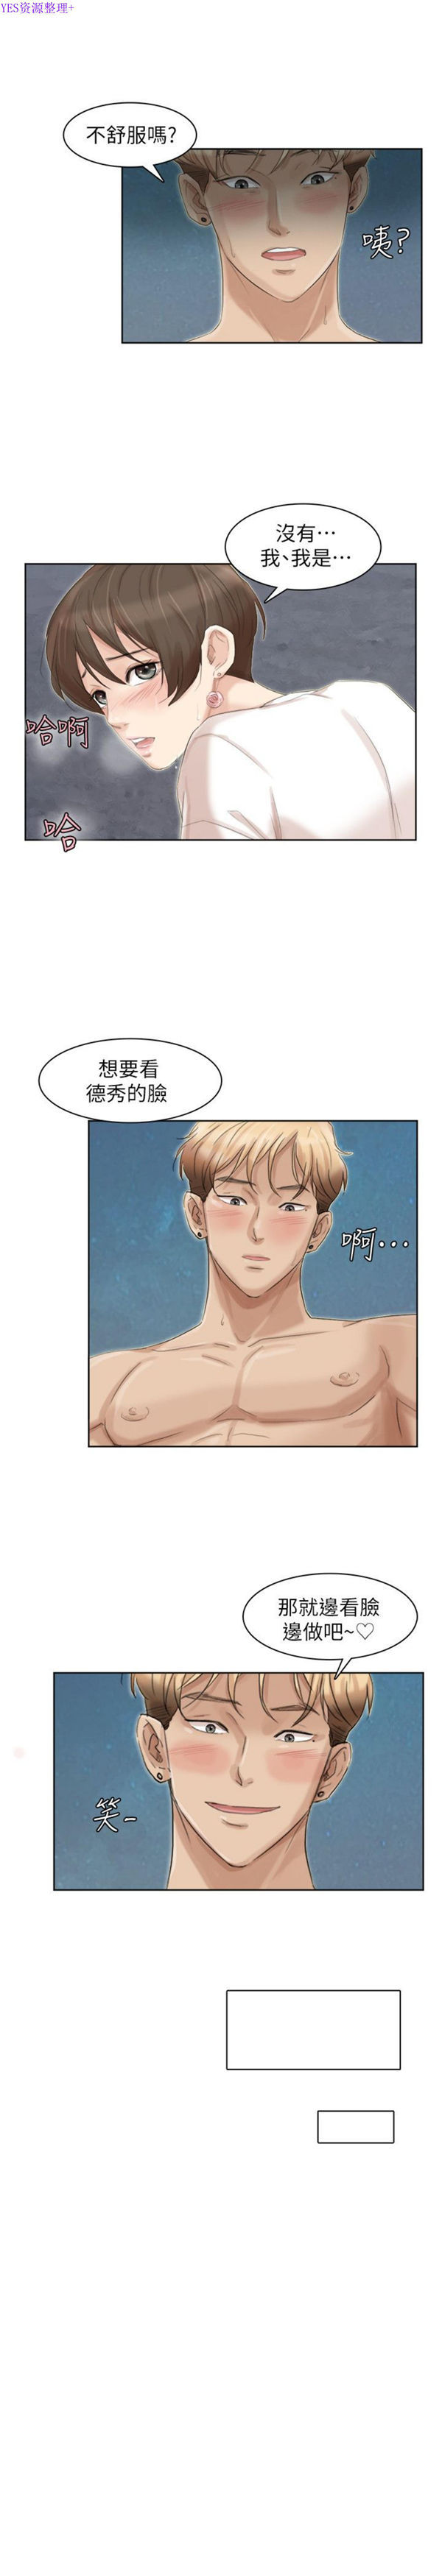 YES资源整理+
不舒服嗎?
咦?
沒有…
我、我是…
哈啊
哈
想要看
德秀的臉
啊…
那就邊看臉
邊做吧~♡
笑-